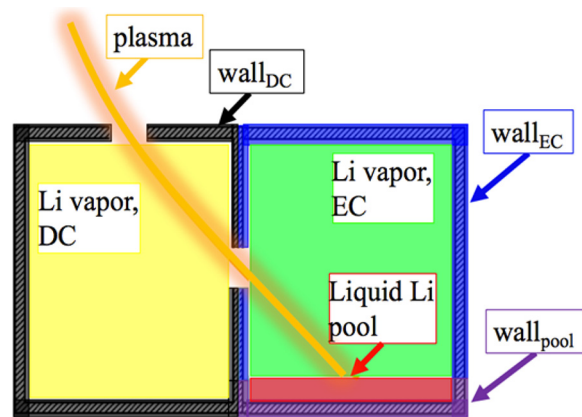 plasma
wall_DC
wall_EC
Li vapor,
DC
Li vapor,
EC
Liquid Li
pool
wall_pool